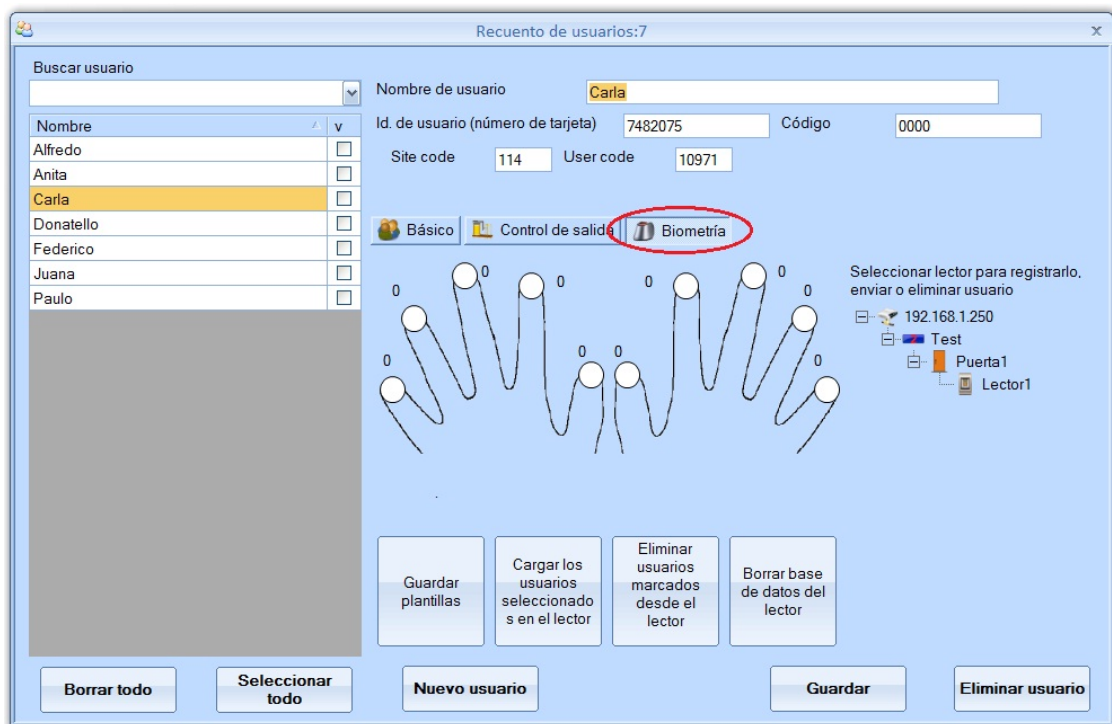 Recuento de usuarios:7
x
Buscar usuario
Nombre v
Alfredo
Anita
Carla
Donatello
Federico
Juana
Paulo
Nombre de usuario Carla
Id. de usuario (número de tarjeta) 7482075 Código 0000
Site code 114 User code 10971
Básico Control de salida Biometría
0 0 0 0 0
0 0 0 0 0
Seleccionar lector para registrarlo,
enviar o eliminar usuario
192.168.1.250
Test
Puerta1
Lector1
Guardar
plantillas
Cargar los
usuarios
seleccionado
s en el lector
Eliminar
usuarios
marcados
desde el
lector
Borrar base
de datos del
lector
Borrar todo
Seleccionar
todo
Nuevo usuario
Guardar
Eliminar usuario